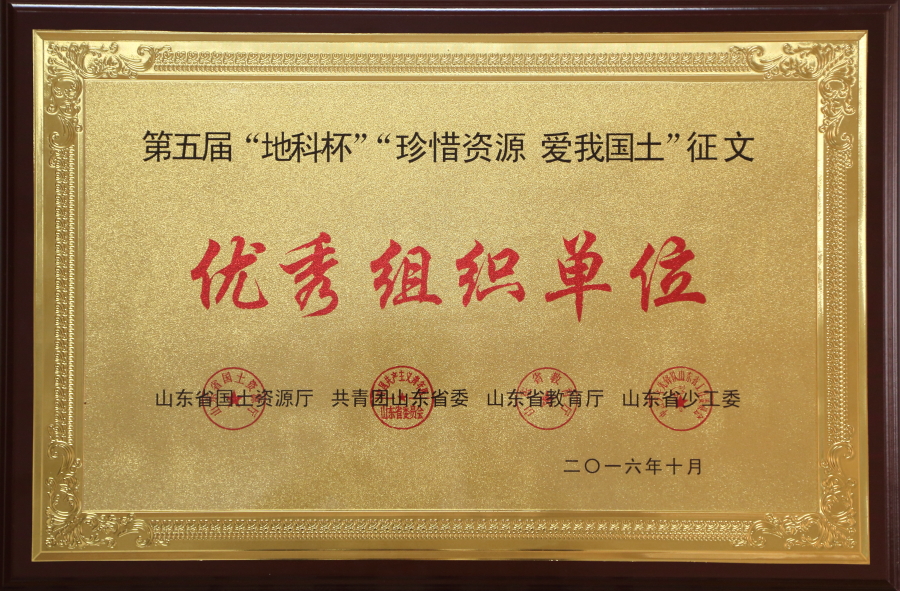 第五届“地科杯”“珍惜资源 爱我国土”征文
优秀组织单位
山东省国土资源厅 共青团山东省委 山东省教育厅 山东省少工委
二〇一六年十月